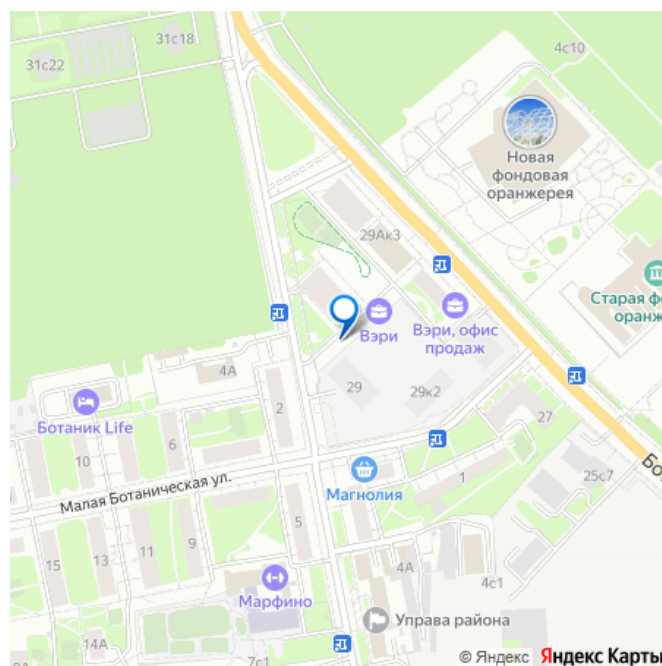 31с18
31с22
4с10
Новая
фондовая
оранжерея
29Ак3
Старая фо
оранж
Вэри
Вэри, офис
продаж
4А
29
29к2
2
27
Ботаник Life
6
10
Бо
25с7
1
Малая Ботаническая ул.
Магнолия
5
9
11
13
15
4А
4с1
Марфино
Управа района
14А
7с1
© Яндекс Яндекс Карты